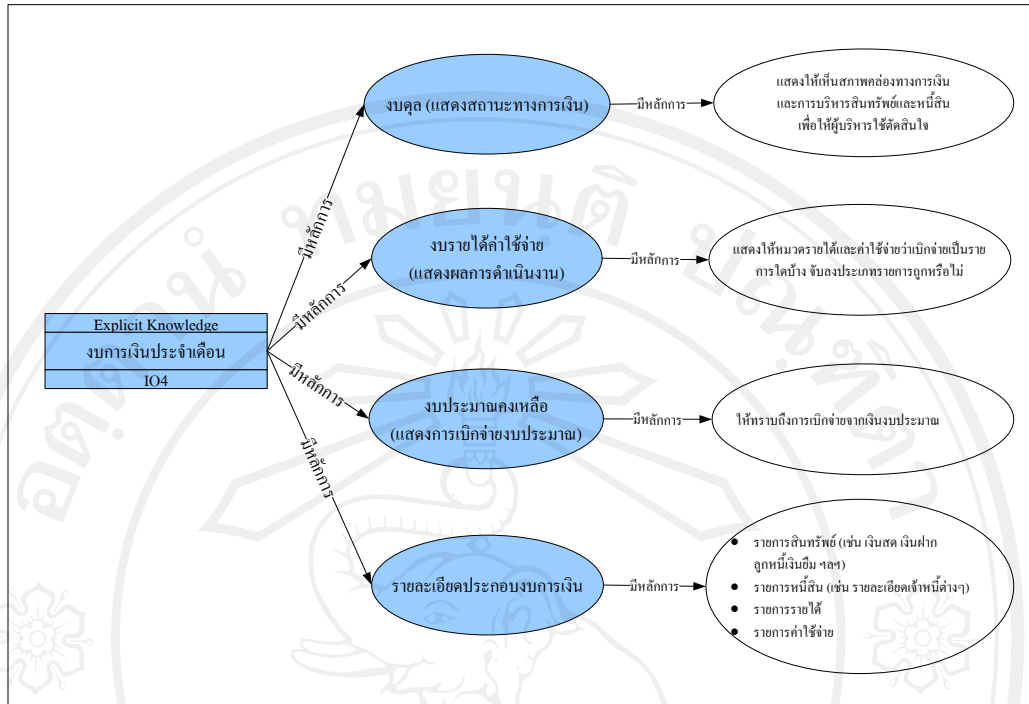 งบดุล (แสดงสถานะทางการเงิน)
มีหลักการ
มีหลักการ
แสดงให้เห็นสภาพคล่องทางการเงิน
และการบริหารสินทรัพย์และหนี้สิน
เพื่อให้ผู้บริหารใช้ตัดสินใจ
งบรายได้ค่าใช้จ่าย
(แสดงผลการดำเนินงาน)
มีหลักการ
มีหลักการ
แสดงให้หมวดรายได้และค่าใช้จ่ายว่าเบิกจ่ายเป็นราย
การใดบ้าง จับลงประเภทรายการถูกหรือไม่
Explicit Knowledge
งบการเงินประจำเดือน
IO4
มีหลักการ
งบประมาณคงเหลือ
(แสดงการเบิกจ่ายงบประมาณ)
มีหลักการ
ให้ทราบถึงการเบิกจ่ายจากเงินงบประมาณ
มีหลักการ
รายละเอียดประกอบงบการเงิน
มีหลักการ
● รายการสินทรัพย์ (เช่น เงินสด เงินฝาก
ลูกหนี้เงินยืม ฯลฯ)
● รายการหนี้สิน (เช่น รายละเอียดเจ้าหนี้ต่างๆ)
● รายการรายได้
● รายการค่าใช้จ่าย
อตฺตานํ ทมยนฺติ ปณฺฑิตา